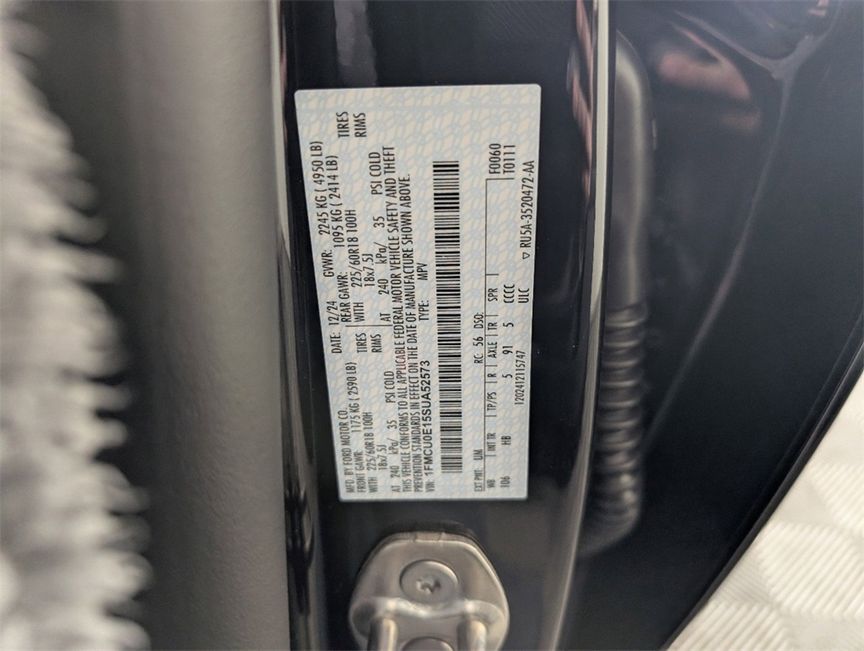 MFD. BY FORD MOTOR CO.
DATE: 12/24 GVWR: 2245 KG ( 4950 LB)
FRONT GAWR: 1175 KG ( 2590 LB) REAR GAWR: 1095 KG ( 2414 LB)
WITH 225/60R18 100H TIRES WITH 225/60R18 100H TIRES
18x7.5J RIMS 18x7.5J RIMS
AT 240 kPa/ 35 PSI COLD AT 240 kPa/ 35 PSI COLD
THIS VEHICLE CONFORMS TO ALL APPLICABLE FEDERAL MOTOR VEHICLE SAFETY AND THEFT
PREVENTION STANDARDS IN EFFECT ON THE DATE OF MANUFACTURE SHOWN ABOVE.
VIN: 1FMCU0E15SUA52573 TYPE: MPV
EXT PNT: UM RC: 56 DSO: F0060
WB INT TR TP/PS R AXLE TR SPR T0111
106 HB 5 91 5 CCCC
120241211S747 ULC ▽ RU5A-3520472-AA